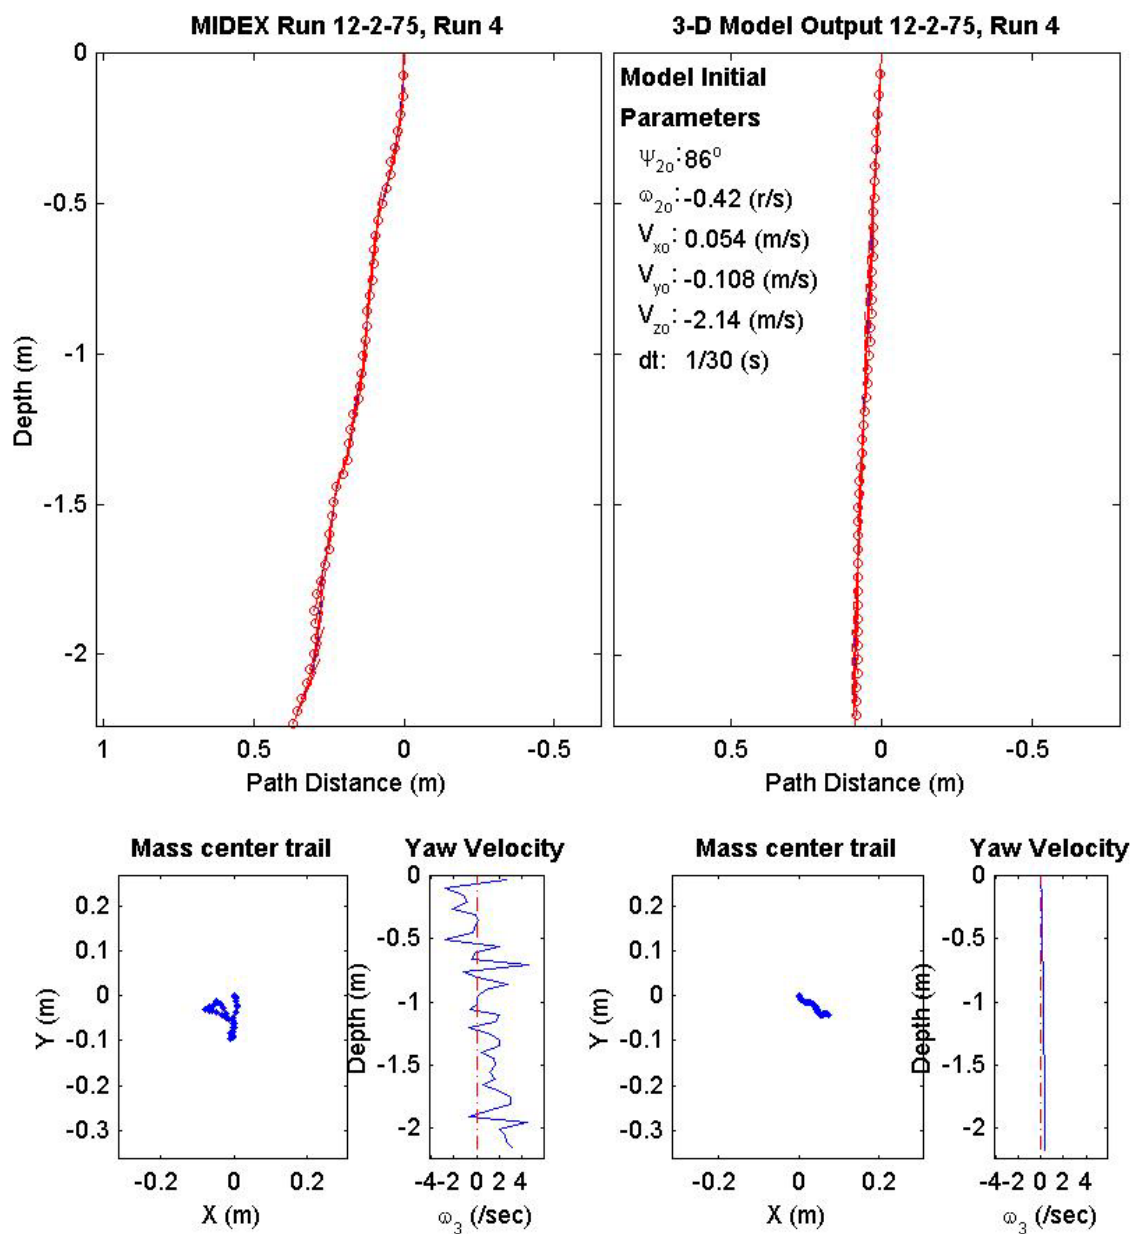 MIDEX Run 12-2-75, Run 4
3-D Model Output 12-2-75, Run 4
0
-0.5
-1
-1.5
-2
Depth (m)
1 0.5 0 -0.5
Path Distance (m)
Model Initial
Parameters
Ψ2o: 86o
ω2o: -0.42 (r/s)
Vxo: 0.054 (m/s)
Vyo: -0.108 (m/s)
Vzo: -2.14 (m/s)
dt: 1/30 (s)
0.5 0 -0.5
Path Distance (m)
Mass center trail
0.2
0.1
0
-0.1
-0.2
-0.3
Y (m)
-0.2 0 0.2
X (m)
Yaw Velocity
0
-0.5
-1
-1.5
-2
Depth (m)
-4 -2 0 2 4
ω3 (/sec)
Mass center trail
0.2
0.1
0
-0.1
-0.2
-0.3
Y (m)
-0.2 0 0.2
X (m)
Yaw Velocity
0
-0.5
-1
-1.5
-2
Depth (m)
-4 -2 0 2 4
ω3 (/sec)